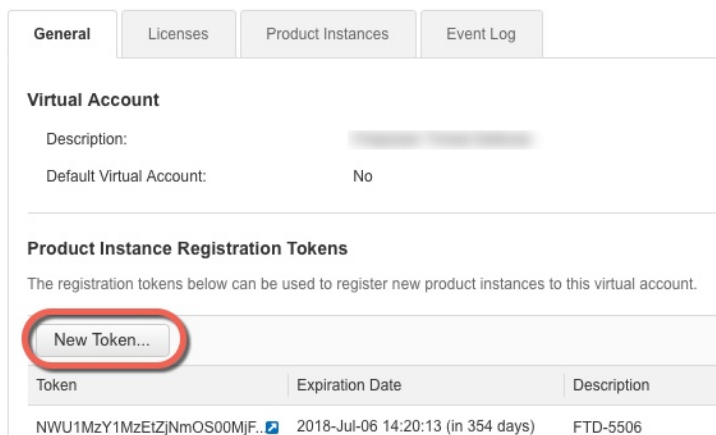 General Licenses Product Instances Event Log
Virtual Account
Description:
Default Virtual Account: No
Product Instance Registration Tokens
The registration tokens below can be used to register new product instances to this virtual account.
New Token...
Token Expiration Date Description
NWU1MzY1MzEtZjNmOS00MjF.. 2018-Jul-06 14:20:13 (in 354 days) FTD-5506